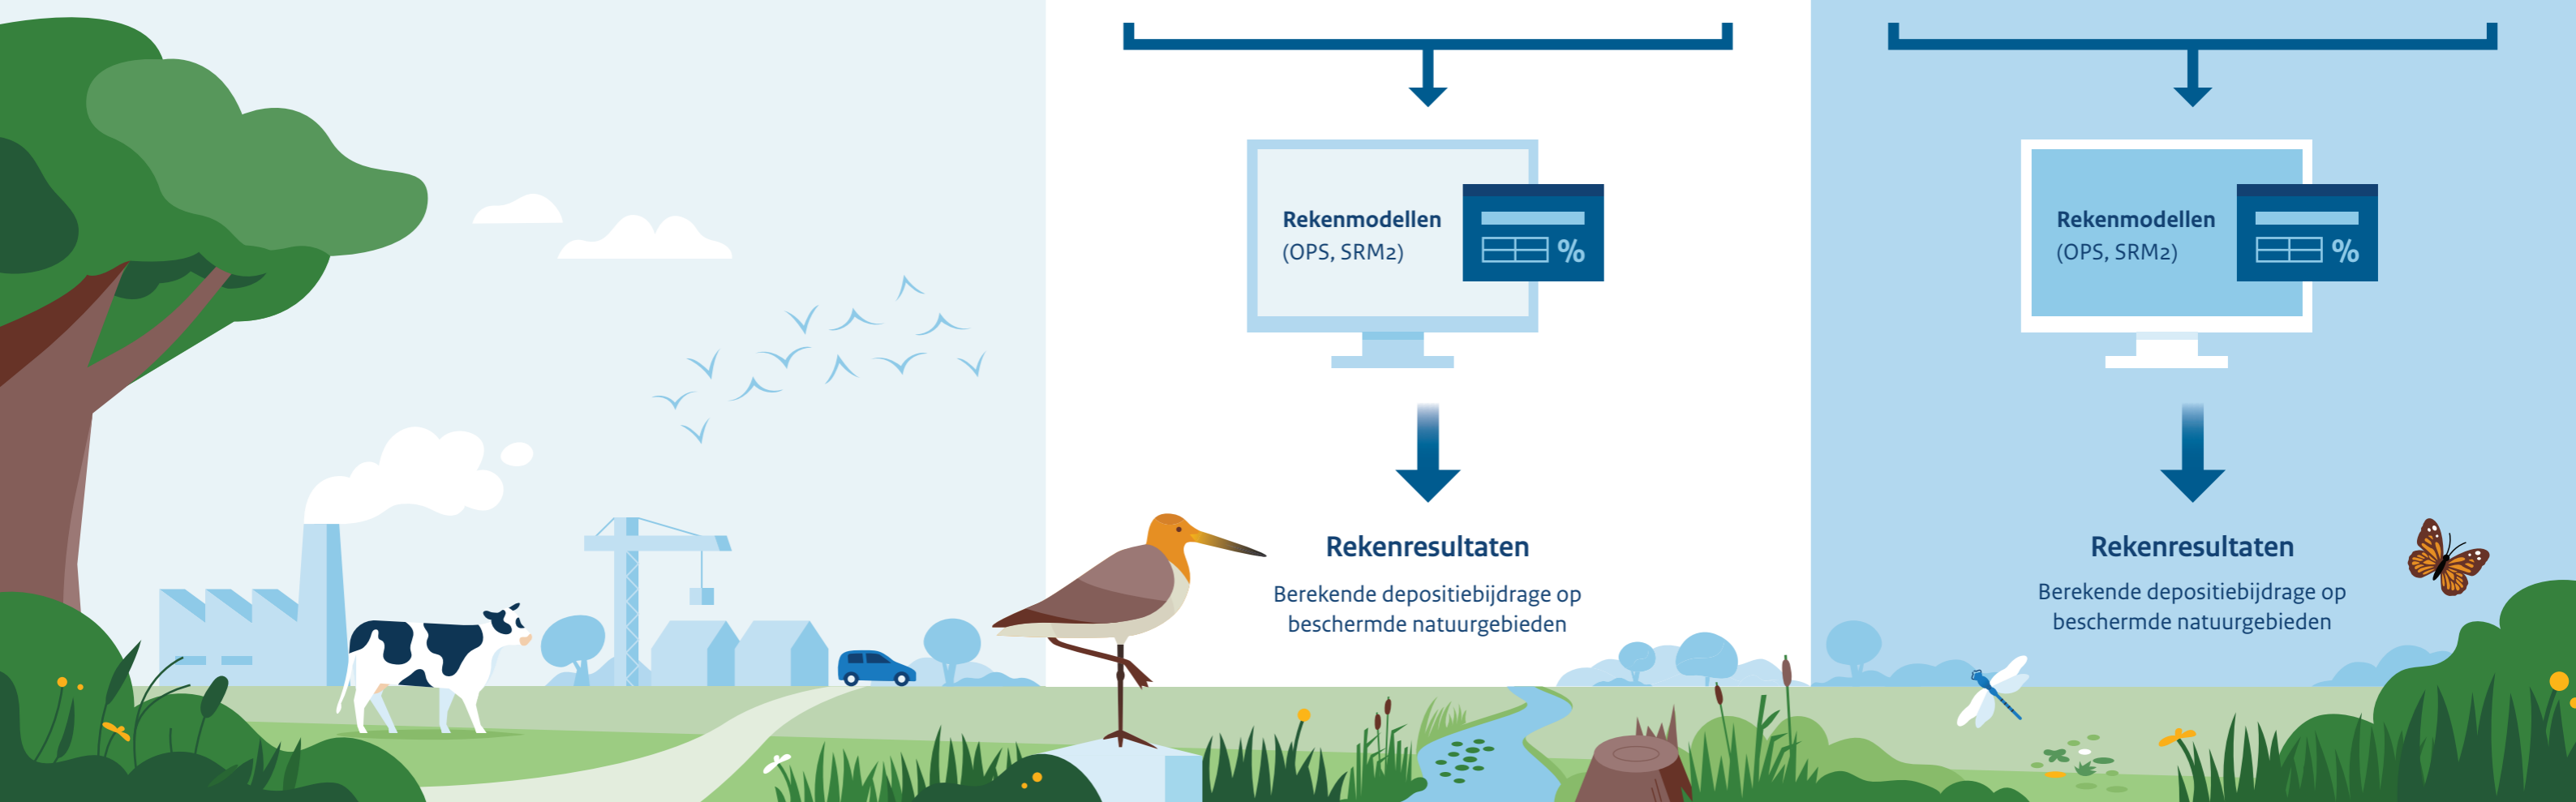 Rekenmodellen
(OPS, SRM2)
%
Rekenresultaten
Berekende depositiebijdrage op
beschermde natuurgebieden
Rekenmodellen
(OPS, SRM2)
%
Rekenresultaten
Berekende depositiebijdrage op
beschermde natuurgebieden